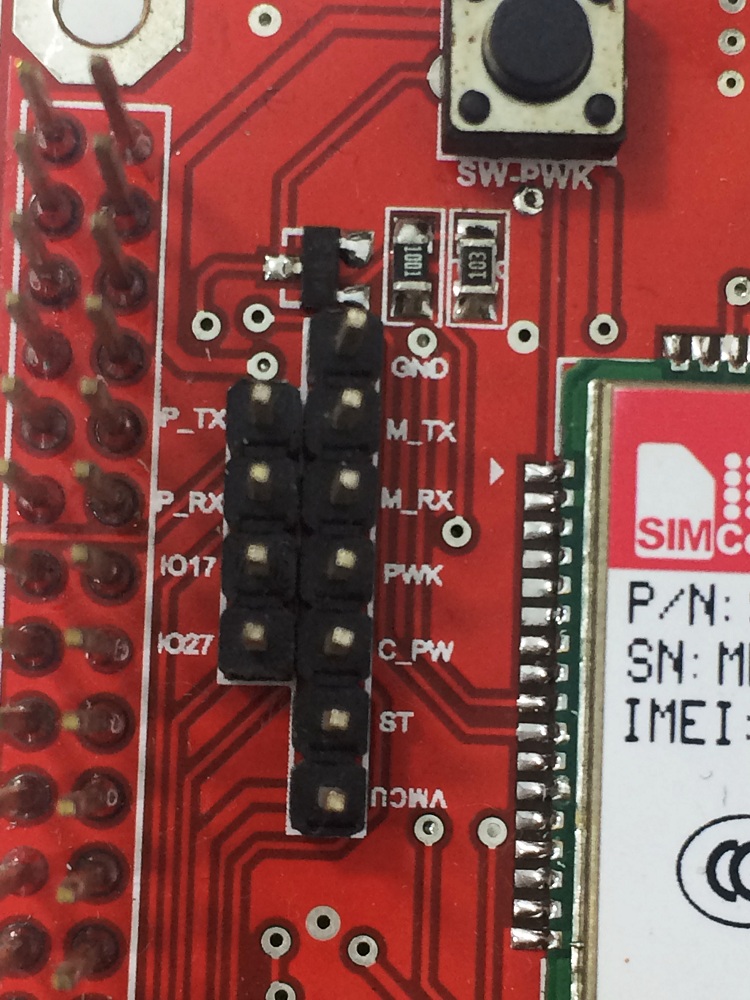 SW-PWK
1001
103
GND
P_TX
M_TX
P_RX
M_RX
IO17
PWK
IO27
C_PW
ST
VMCU
SIMCo
P/N:
SN: M
IMEI: